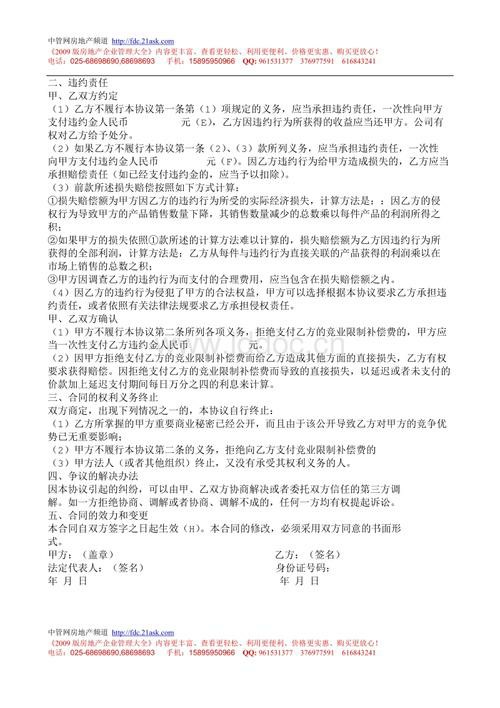 中管网房地产频道 http://fdc.21ask.com
《2009 版房地产企业管理大全》内容更丰富、查看更轻松、利用更便利、价格更实惠、购买更放心！
电话：025-68698690,68698693 手机：15895950966 QQ: 961531377 376977591 616843241
二、违约责任
甲、乙双方约定
（1）乙方不履行本协议第一条第（1）项规定的义务，应当承担违约责任，一次性向甲方
支付违约金人民币 元（E），乙方因违约行为所获得的收益应当还甲方。公司有
权对乙方给予处分。
（2）如果乙方不履行本协议第一条（2）、（3）款所列义务，应当承担违约责任，一次性
向甲方支付违约金人民币 元（F）。因乙方违约行为给甲方造成损失的，乙方应当
承担赔偿责任（如已经支付违约金的，应当予以扣除）。
（3）前款所述损失赔偿按照如下方式计算：
①损失赔偿额为甲方因乙方的违约行为所受的实际经济损失，计算方法是：：因乙方的侵
权行为导致甲方的产品销售数量下降，其销售数量减少的总数乘以每件产品的利润所得之
积；
②如果甲方的损失依照①款所述的计算方法难以计算的，损失赔偿额为乙方因违约行为所
获得的全部利润，计算方法是；乙方从每件与违约行为直接关联的产品获得的利润乘以在
市场上销售的总数之积；
③甲方因调查乙方的违约行为而支付的合理费用，应当包含在损失赔偿额之内。
（4）因乙方的违约行为侵犯了甲方的合法权益，甲方可以选择根据本协议要求乙方承担违
约责任，或者依照有关法律法规要求乙方承担侵权责任。
甲、乙双方确认
（1）甲方不履行本协议第二条所列各项义务，拒绝支付乙方的竞业限制补偿费的，甲方应
当一次性支付乙方违约金人民币 元。
（2）因甲方拒绝支付乙方的竞业限制补偿费而给乙方造成其他方面的直接损失，乙方有权
要求获得赔偿。因拒绝支付乙方竞业限制补偿费而导致的直接损失，以延迟或者未支付的
价款加上延迟支付期间每日万分之四的利息来计算。
三、合同的权利义务终止
双方商定，出现下列情况之一的，本协议自行终止：
（1）乙方所掌握的甲方重要商业秘密已经公开，而且由于该公开导致乙方对甲方的竞争优
势已无重要影响；
（2）甲方不履行本协议第二条的义务，拒绝向乙方支付竞业限制补偿费的
（3）甲方法人（或者其他组织）终止，又没有承受其权利义务的人。
四、争议的解决办法
因本协议引起的纠纷，可以由甲、乙双方协商解决或者委托双方信任的第三方调
解。如一方拒绝协商、调解或者协商、调解不成的，任何一方均有权提起诉讼。
五、合同的效力和变更
本合同自双方签字之日起生效（H）。本合同的修改，必须采用双方同意的书面形
式。
甲方：（盖章） 乙方：（签名）
法定代表人：（签名） 身份证号码：
年 月 日 年 月 日
中管网房地产频道 http://fdc.21ask.com
《2009 版房地产企业管理大全》内容更丰富、查看更轻松、利用更便利、价格更实惠、购买更放心！
电话：025-68698690,68698693 手机：15895950966 QQ: 961531377 376977591 616843241